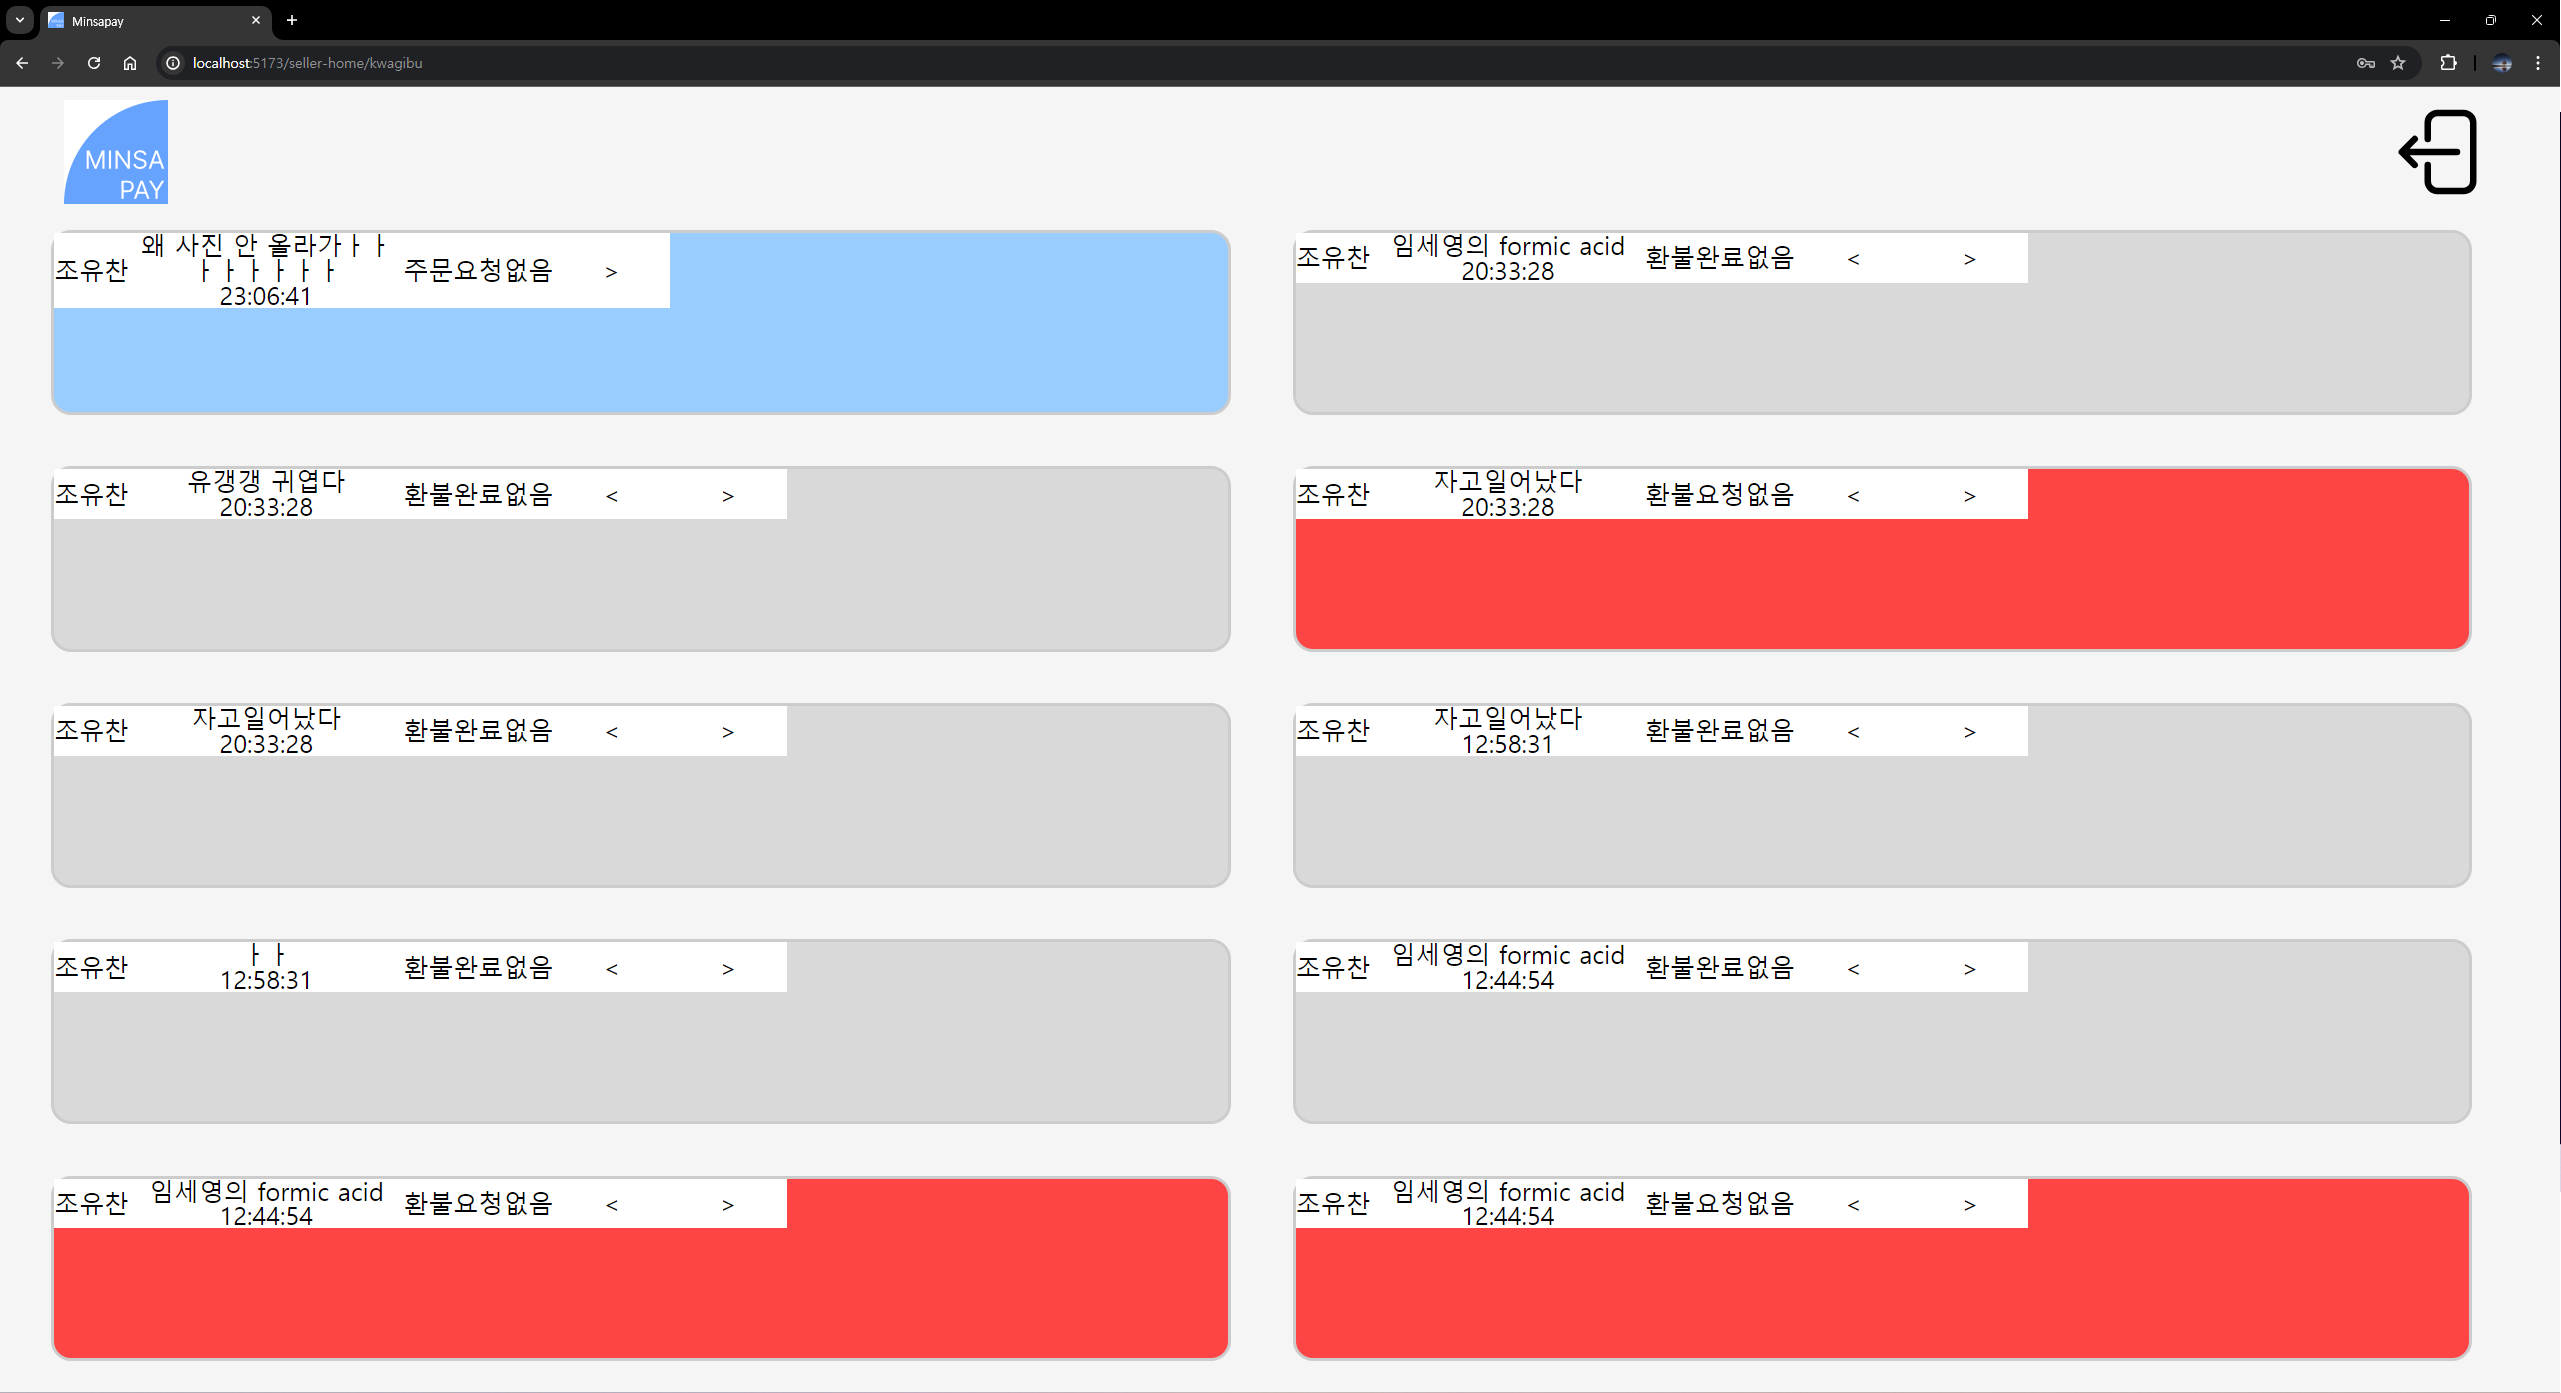 Minsapay
localhost:5173/seller-home/kwagibu
MINSA
PAY
조유찬
왜 사진 안 올라가ㅏㅏ
ㅏㅏㅏㅏㅏㅏ
23:06:41
주문요청없음
>
조유찬
임세영의 formic acid
20:33:28
환불완료없음
<
>
조유찬
유갱갱 귀엽다
20:33:28
환불완료없음
<
>
조유찬
자고일어났다
20:33:28
환불요청없음
<
>
조유찬
자고일어났다
20:33:28
환불완료없음
<
>
조유찬
자고일어났다
12:58:31
환불완료없음
<
>
조유찬
ㅏㅏ
12:58:31
환불완료없음
<
>
조유찬
임세영의 formic acid
12:44:54
환불완료없음
<
>
조유찬
임세영의 formic acid
12:44:54
환불요청없음
<
>
조유찬
임세영의 formic acid
12:44:54
환불요청없음
<
>